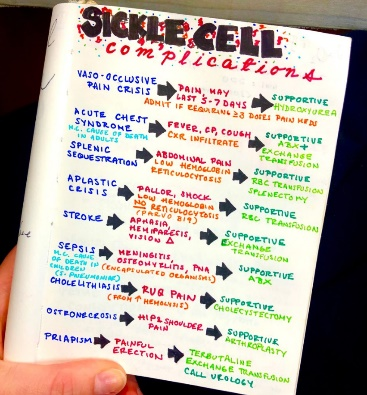 SICKLE CELL
complications
VASO-OCCLUSIVE PAIN CRISIS → PAIN, MAY LAST 5-7 DAYS → SUPPORTIVE HYDROXYUREA
ADMIT IF REQUIRING ≥3 DOSES PAIN MEDS
ACUTE CHEST SYNDROME → FEVER, CP, COUGH CXR INFILTRATE → SUPPORTIVE ABX + EXCHANGE TRANSFUSION
M.C. CAUSE OF DEATH IN ADULTS
SPLENIC SEQUESTRATION → ABDOMINAL PAIN LOW HEMOGLOBIN RETICULOCYTOSIS → SUPPORTIVE RBC TRANSFUSION SPLENECTOMY
APLASTIC CRISIS → PALLOR, SHOCK LOW HEMOGLOBIN NO RETICULOCYTOSIS (PARVO B19) → SUPPORTIVE RBC TRANSFUSION
STROKE → APHASIA, HEMIPARESIS, VISION Δ → SUPPORTIVE EXCHANGE TRANSFUSION
SEPSIS → MENINGITIS, OSTEOMYELITIS, PNA (ENCAPSULATED ORGANISMS) → SUPPORTIVE ABX
M.C. CAUSE OF DEATH IN CHILDREN (S. PNEUMONIAE)
CHOLELITHIASIS → RUQ PAIN (FROM ↑ HEMOLYSIS) → SUPPORTIVE CHOLECYSTECTOMY
OSTEONECROSIS → HIP & SHOULDER PAIN → SUPPORTIVE ARTHROPLASTY
PRIAPISM → PAINFUL ERECTION → TERBUTALINE EXCHANGE TRANSFUSION CALL UROLOGY